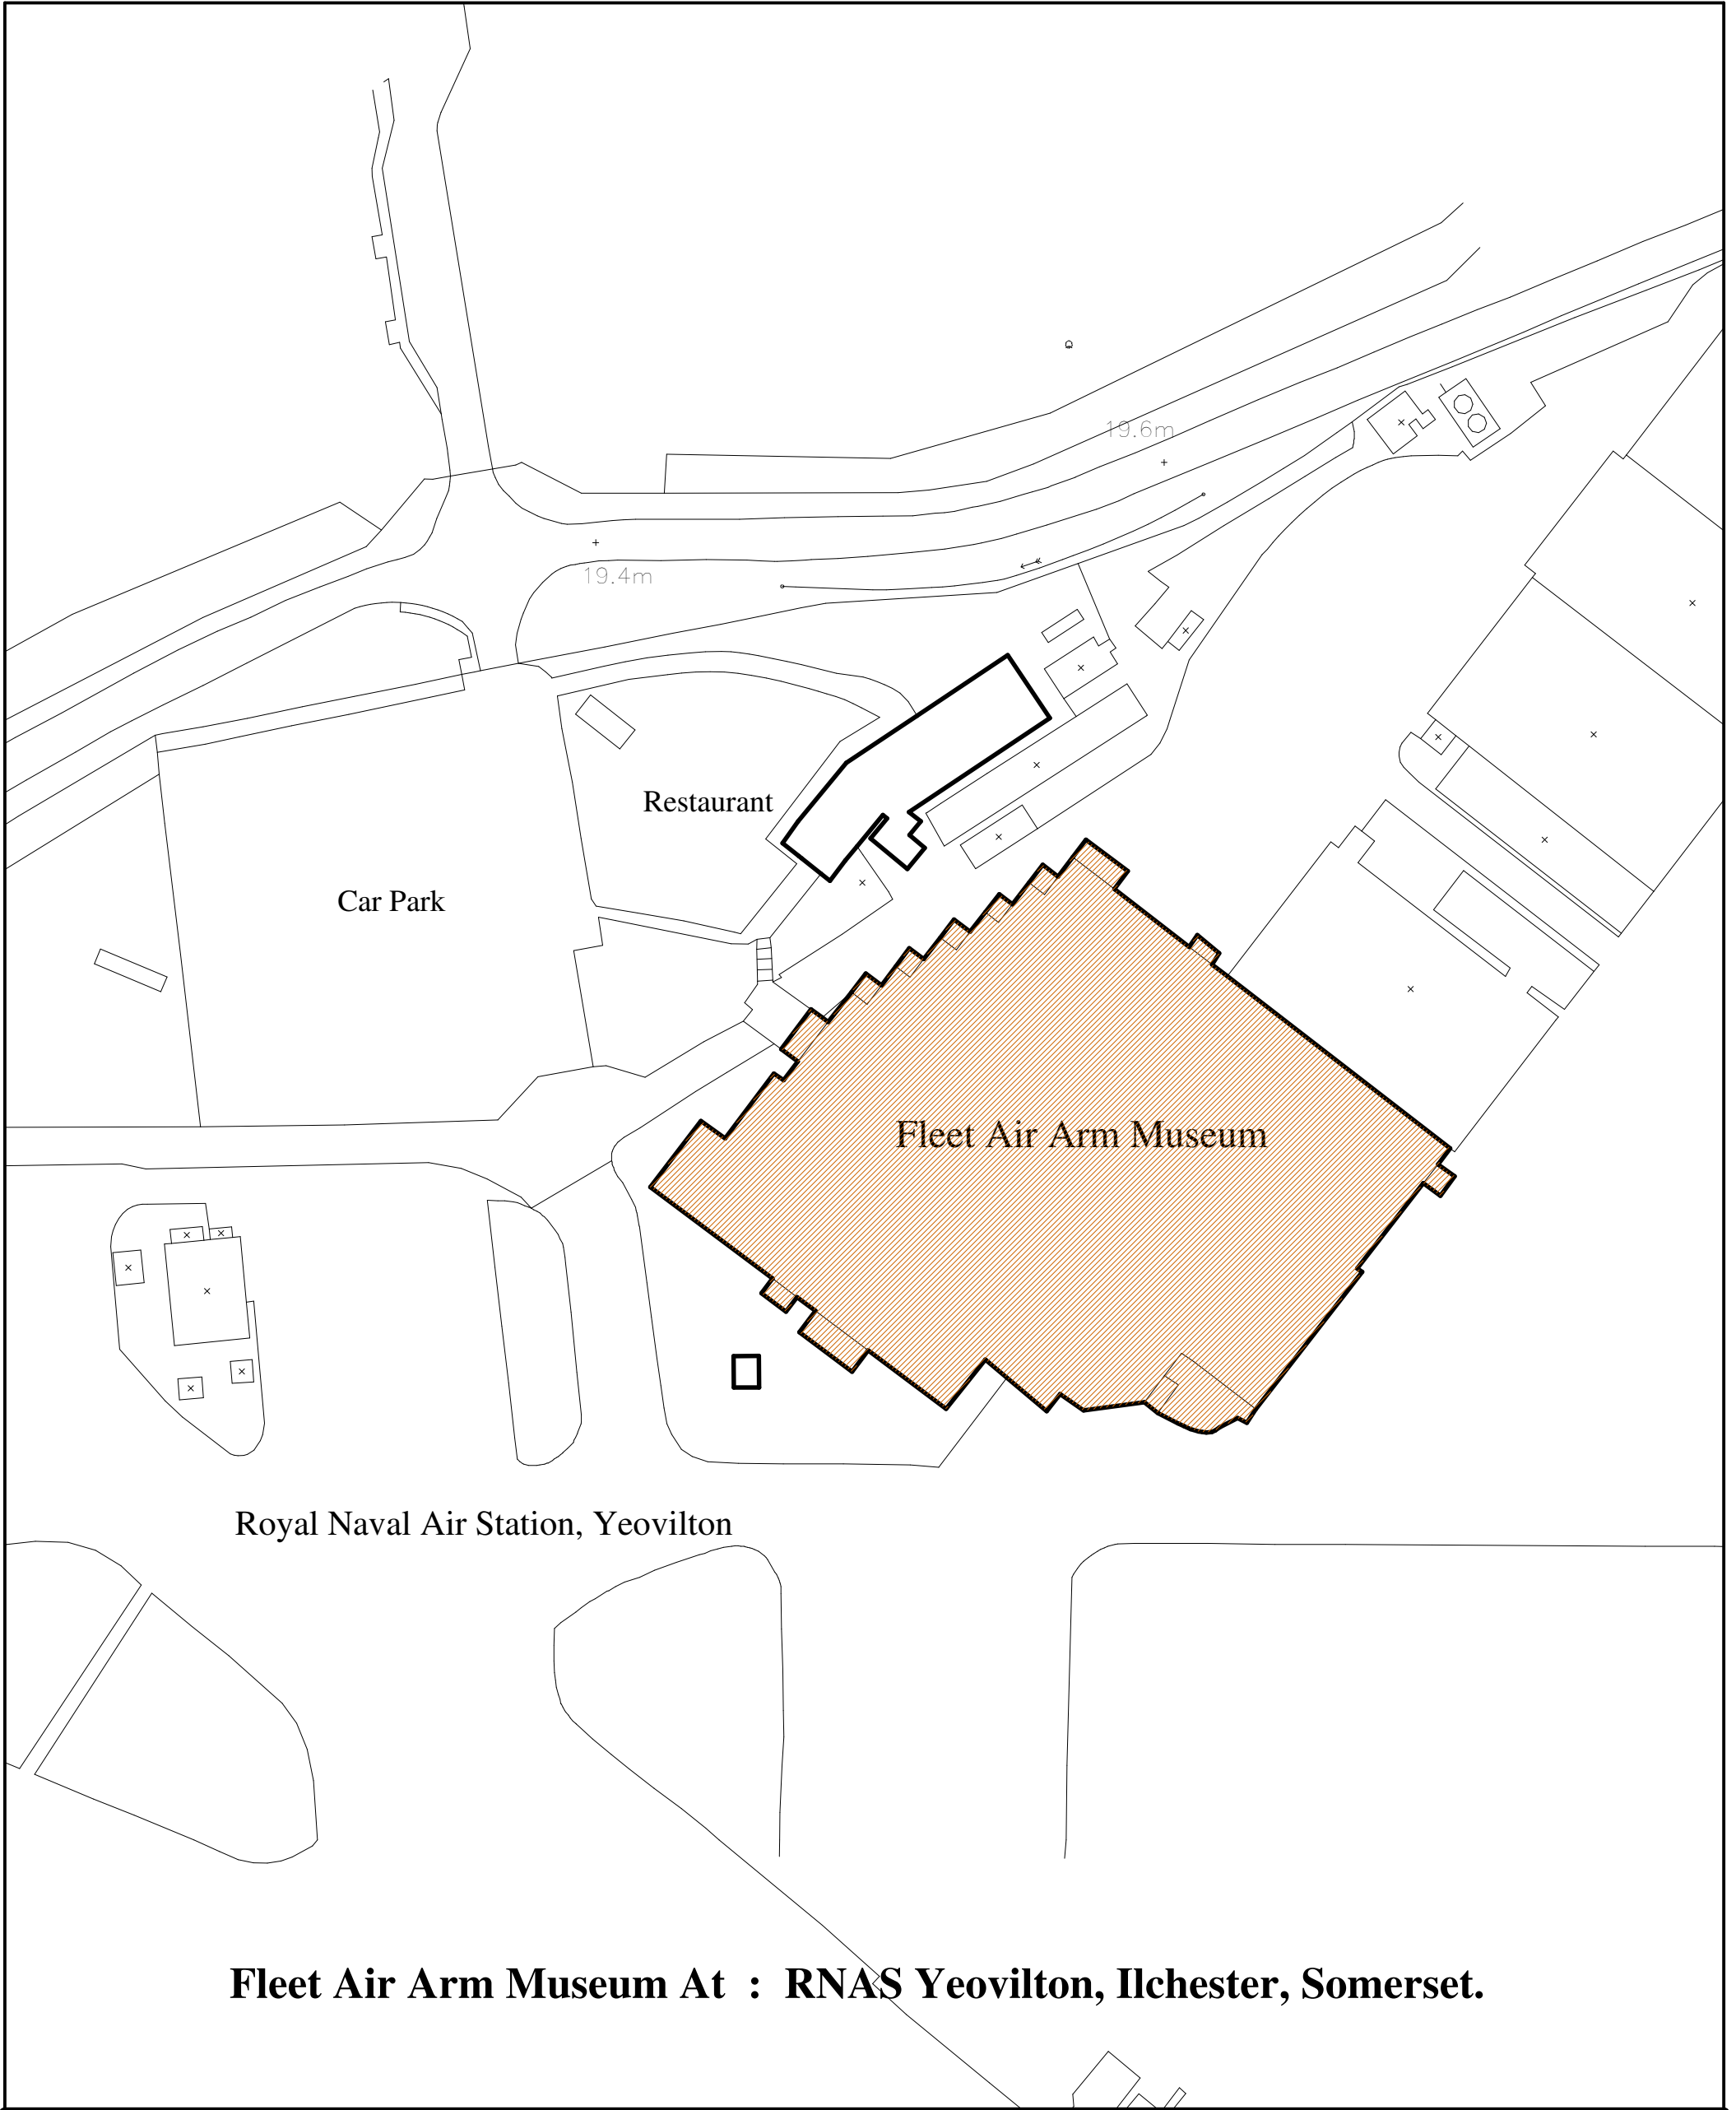 19.6m
19.4m
Restaurant
Car Park
Fleet Air Arm Museum
Royal Naval Air Station, Yeovilton
Fleet Air Arm Museum At : RNAS Yeovilton, Ilchester, Somerset.